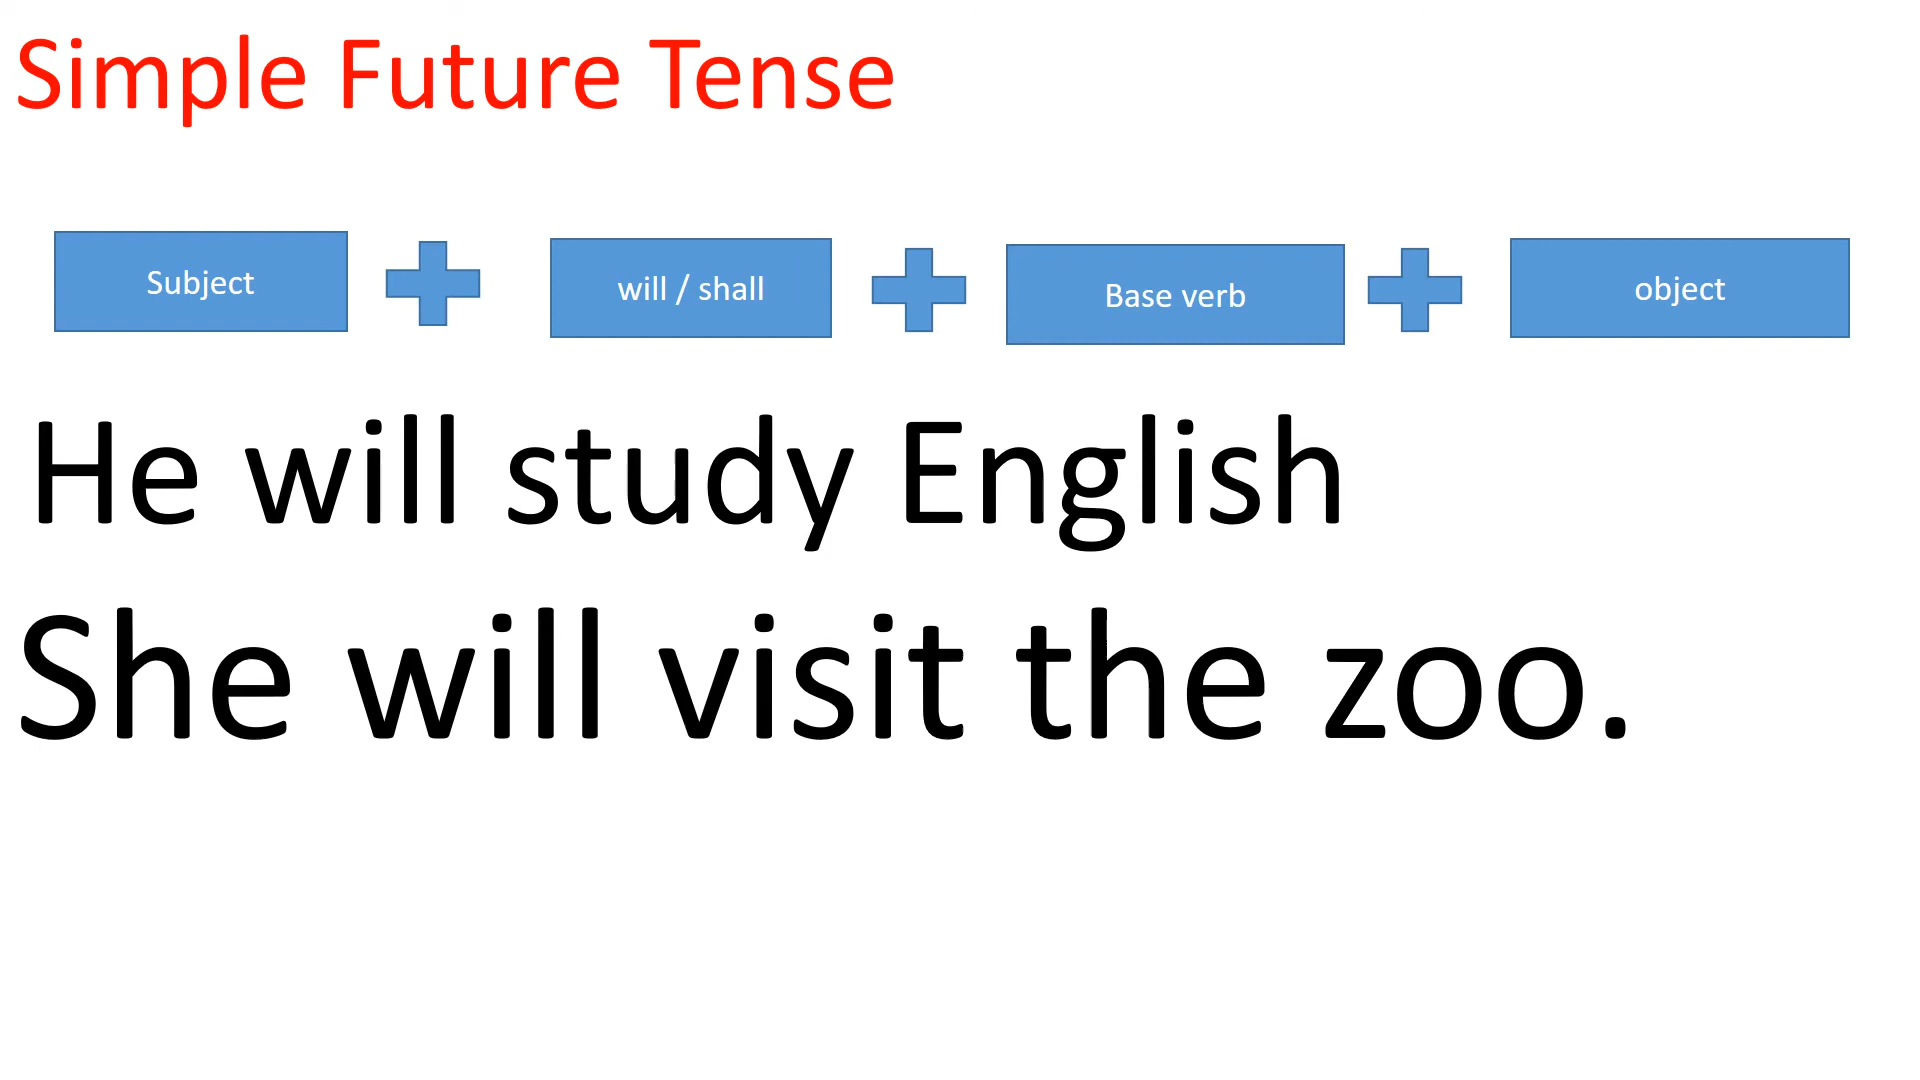 Simple Future Tense
Subject will / shall Base verb object
He will study English
She will visit the zoo.